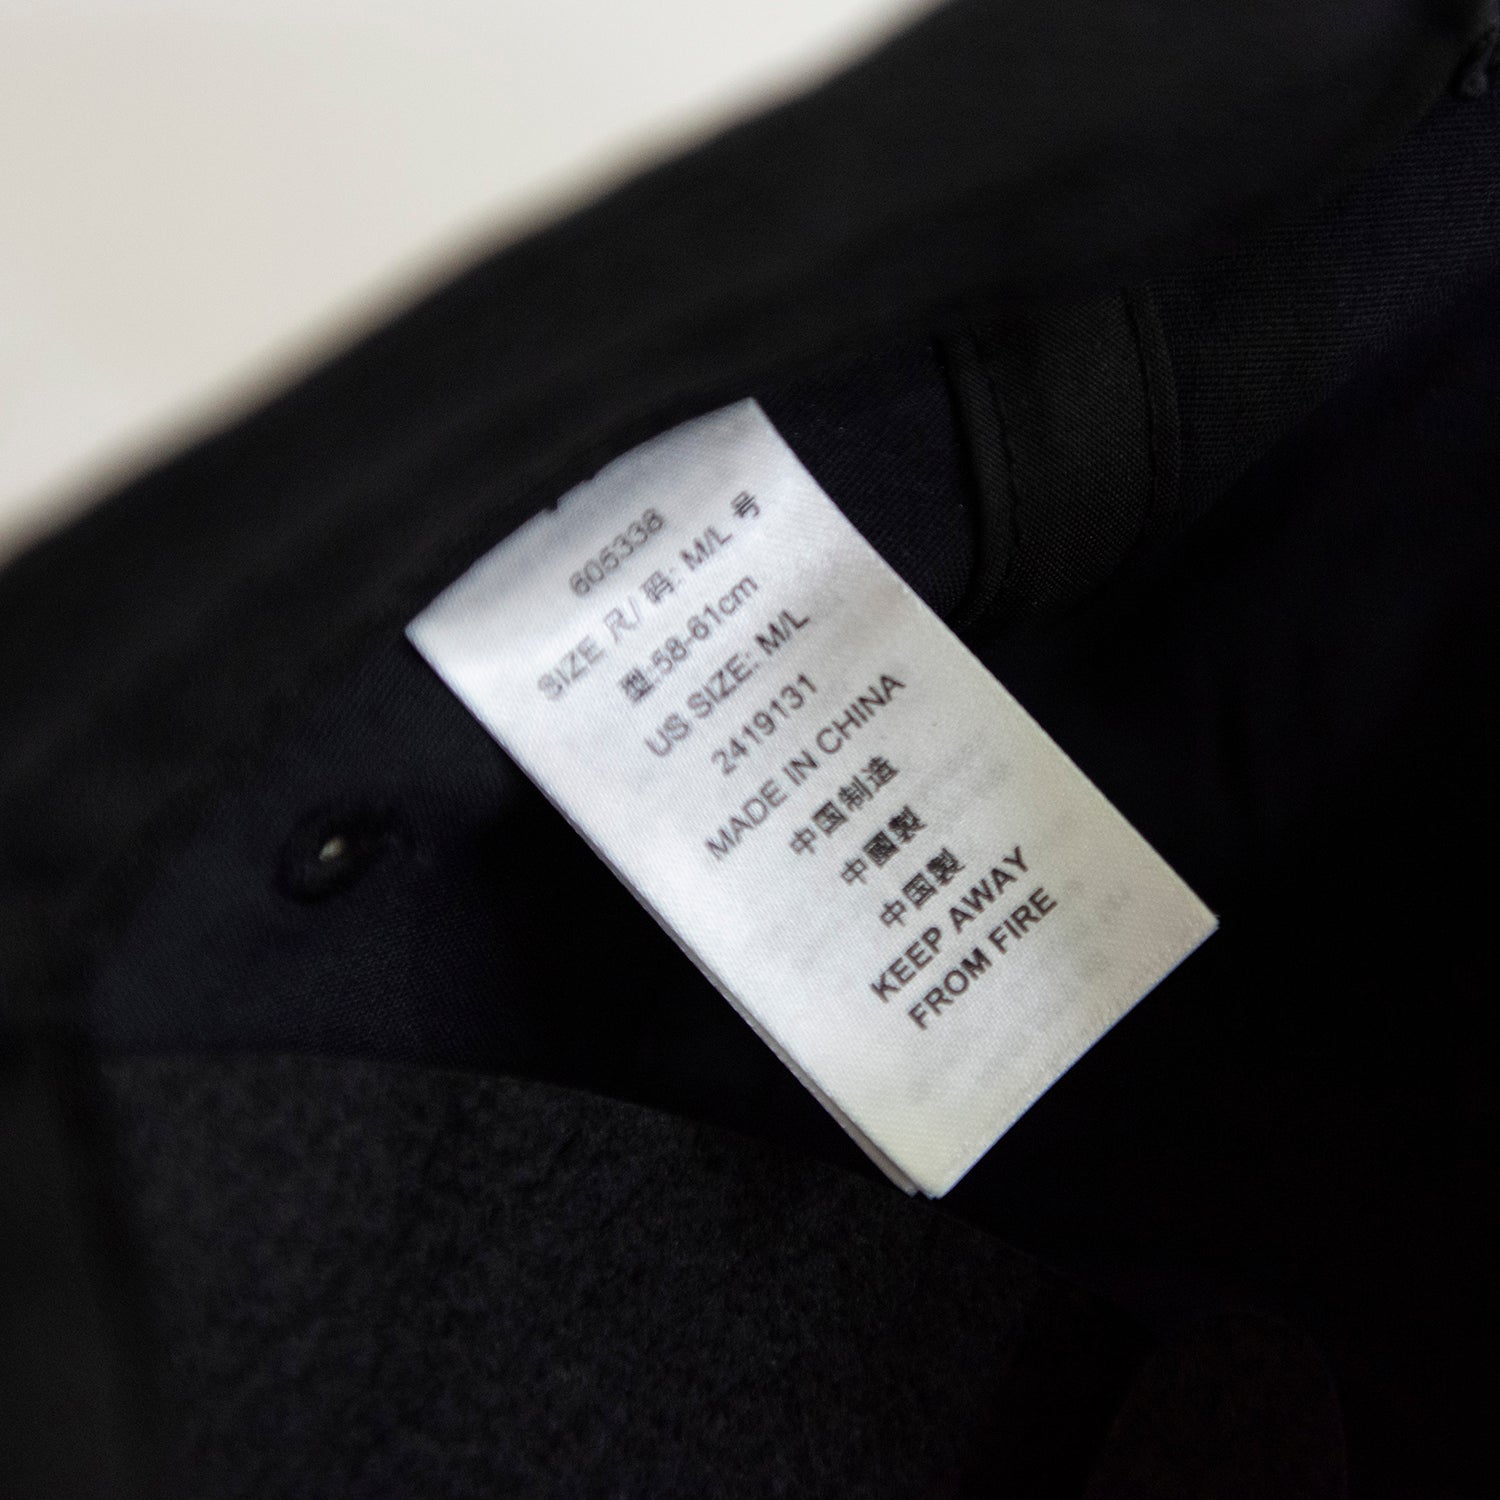 605338
SIZE R/ 码: M/L 号
型:58-61cm
US SIZE: M/L
2419131
MADE IN CHINA
中国制造
中國製
中国製
KEEP AWAY
FROM FIRE